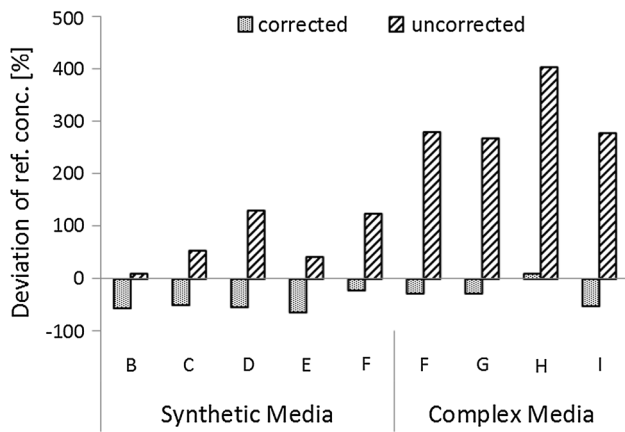 corrected uncorrected
Deviation of ref. conc. [%]
500
400
300
200
100
0
-100
B C D E F F G H I
Synthetic Media Complex Media